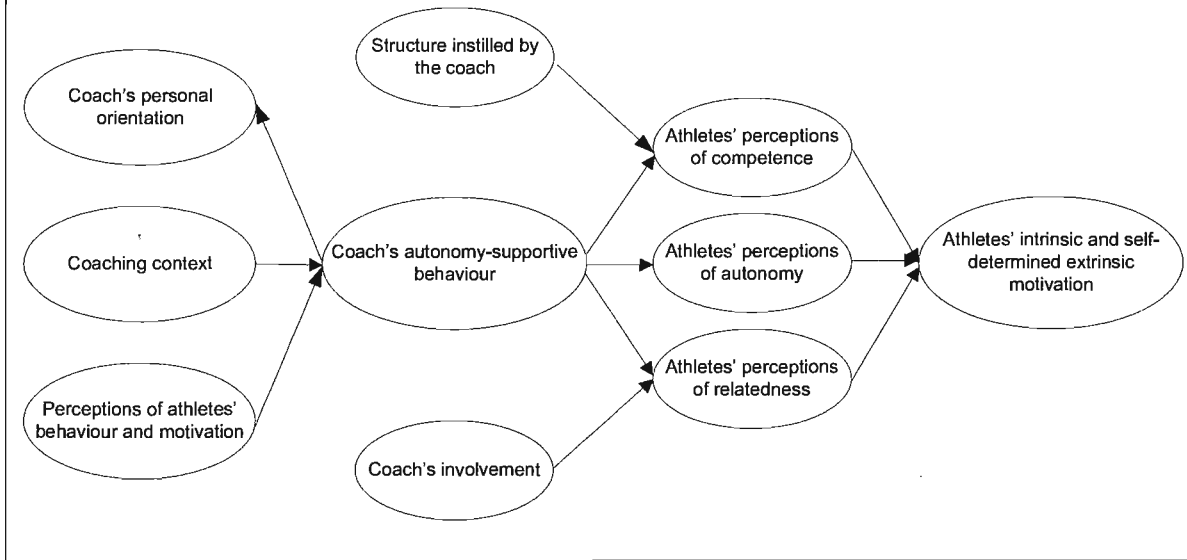 Structure instilled by
the coach
Coach's personal
orientation
Athletes' perceptions
of competence
Coaching context
Coach's autonomy-supportive
behaviour
Athletes' perceptions
of autonomy
Athletes' intrinsic and self-
determined extrinsic
motivation
Perceptions of athletes'
behaviour and motivation
Athletes' perceptions
of relatedness
Coach's involvement